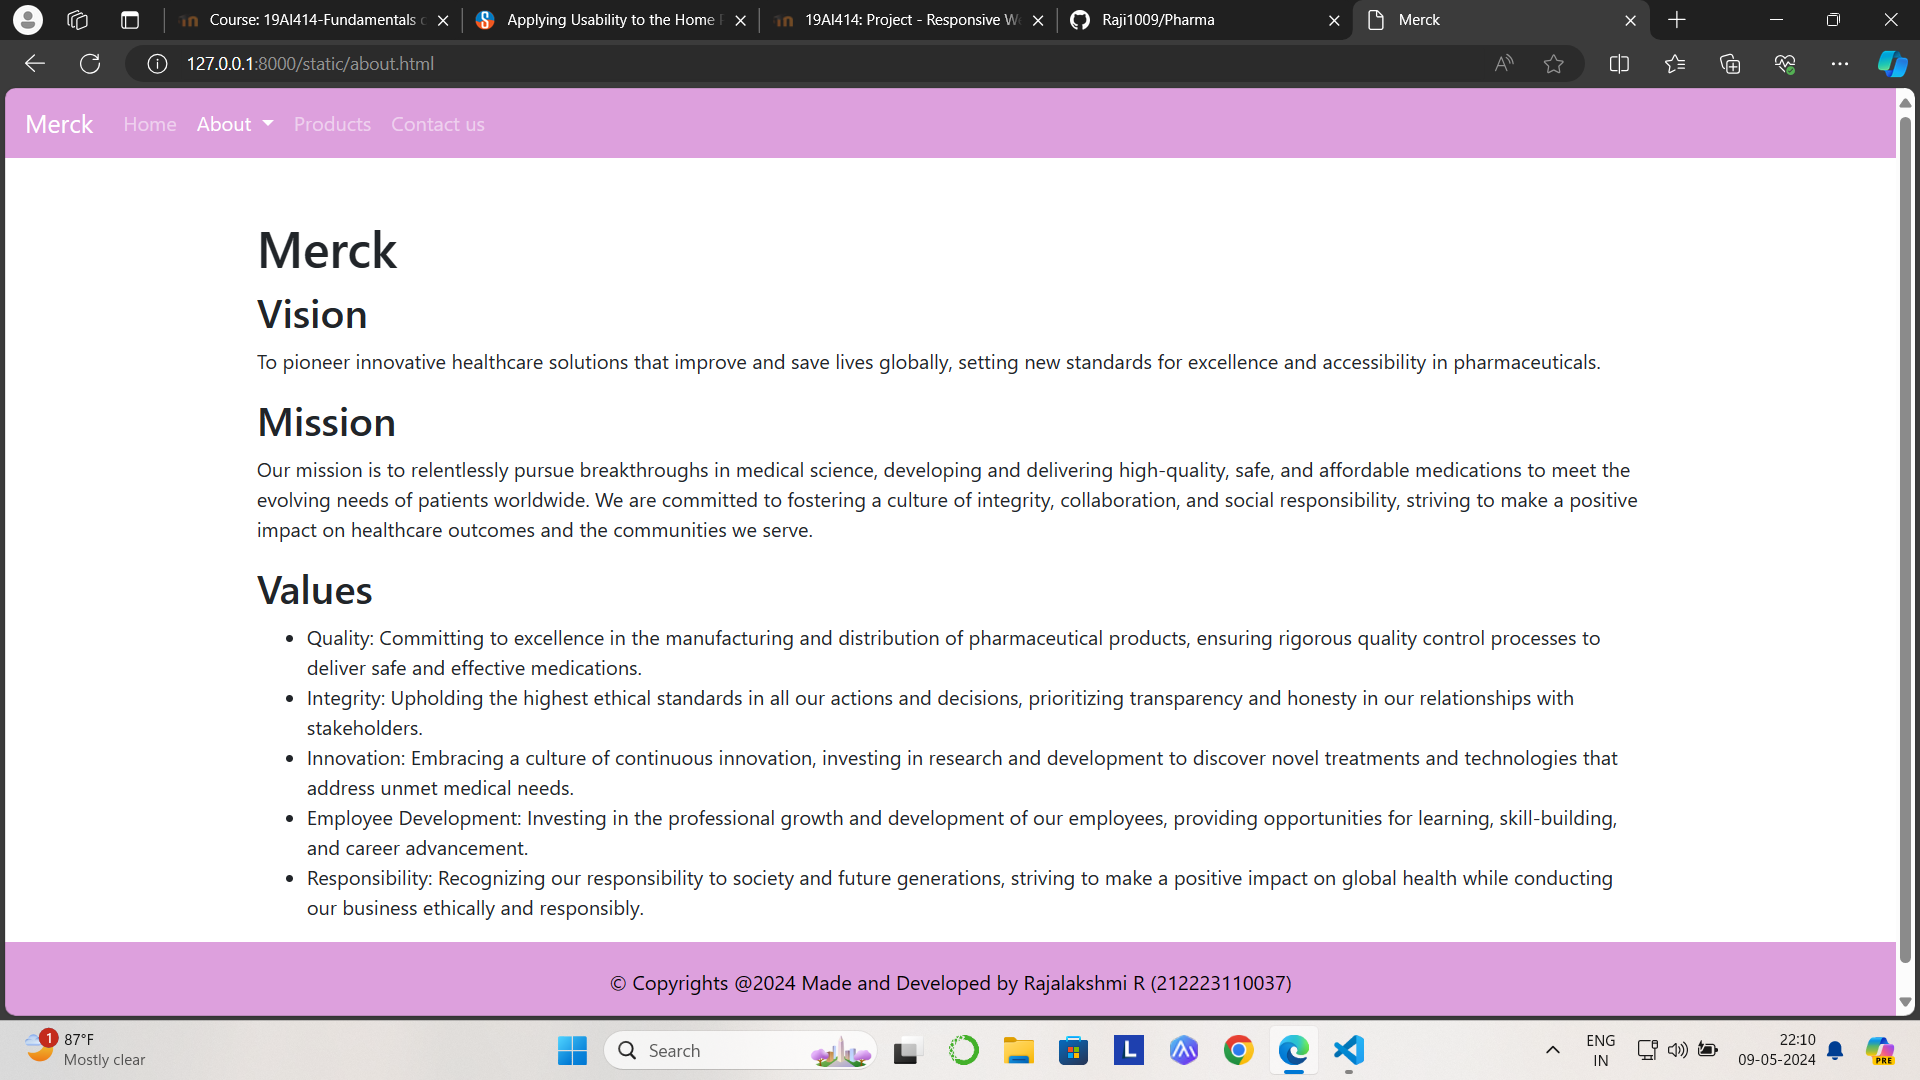 Course: 19AI414-Fundamentals
Applying Usability to the Home
19AI414: Project - Responsive
Raji1009/Pharma
Merck
127.0.0.1:8000/static/about.html
Merck Home About Products Contact us
Merck
Vision
To pioneer innovative healthcare solutions that improve and save lives globally, setting new standards for excellence and accessibility in pharmaceuticals.
Mission
Our mission is to relentlessly pursue breakthroughs in medical science, developing and delivering high-quality, safe, and affordable medications to meet the
evolving needs of patients worldwide. We are committed to fostering a culture of integrity, collaboration, and social responsibility, striving to make a positive
impact on healthcare outcomes and the communities we serve.
Values
• Quality: Committing to excellence in the manufacturing and distribution of pharmaceutical products, ensuring rigorous quality control processes to
deliver safe and effective medications.
• Integrity: Upholding the highest ethical standards in all our actions and decisions, prioritizing transparency and honesty in our relationships with
stakeholders.
• Innovation: Embracing a culture of continuous innovation, investing in research and development to discover novel treatments and technologies that
address unmet medical needs.
• Employee Development: Investing in the professional growth and development of our employees, providing opportunities for learning, skill-building,
and career advancement.
• Responsibility: Recognizing our responsibility to society and future generations, striving to make a positive impact on global health while conducting
our business ethically and responsibly.
© Copyrights @2024 Made and Developed by Rajalakshmi R (212223110037)
1
87°F
Mostly clear
Search
L
PRE
ENG
IN
22:10
09-05-2024